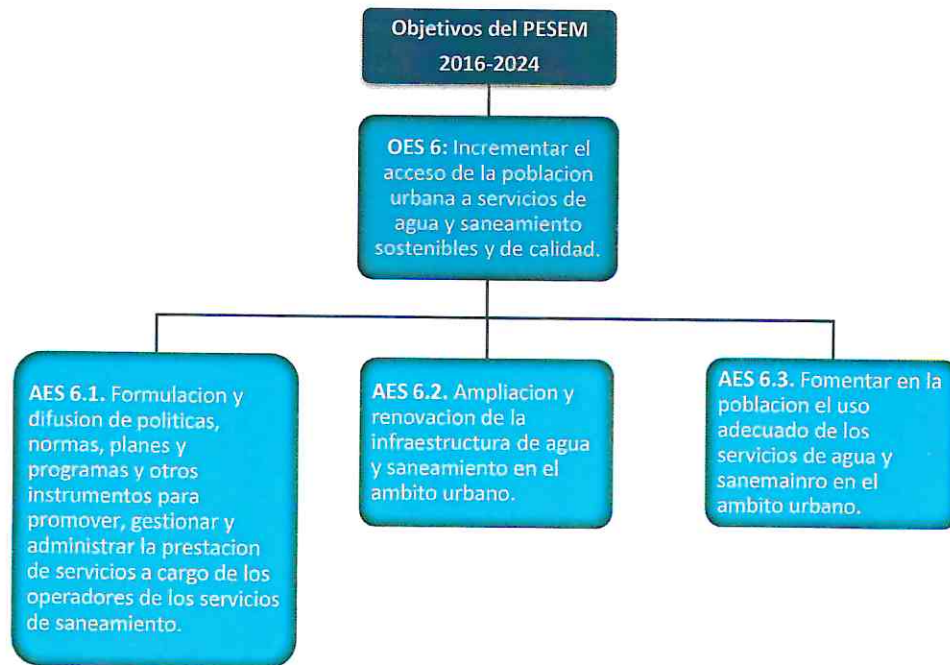 Objetivos del PESEM
2016-2024
OES 6: Incrementar el
acceso de la poblacion
urbana a servicios de
agua y saneamiento
sostenibles y de calidad.
AES 6.1. Formulacion y
difusion de politicas,
normas, planes y
programas y otros
instrumentos para
promover, gestionar y
administrar la prestacion
de servicios a cargo de los
operadores de los servicios
de saneamiento.
AES 6.2. Ampliacion y
renovacion de la
infraestructura de agua
y saneamiento en el
ambito urbano.
AES 6.3. Fomentar en la
poblacion el uso
adecuado de los
servicios de agua y
sanemainro en el
ambito urbano.